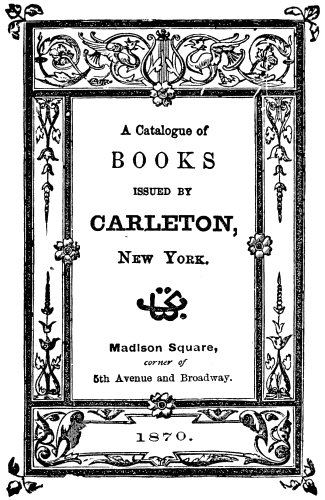 A Catalogue of
BOOKS
ISSUED BY
CARLETON,
NEW YORK.
Madison Square,
corner of
5th Avenue and Broadway.
1870.